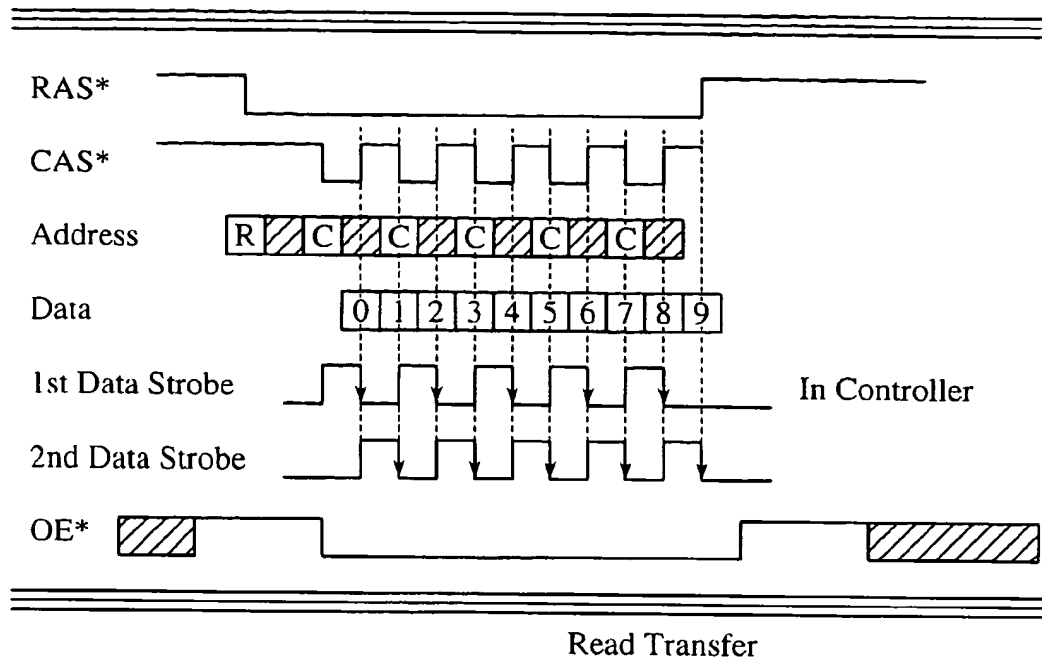 RAS*
CAS*
Address R C C C C C
Data 0 1 2 3 4 5 6 7 8 9
1st Data Strobe In Controller
2nd Data Strobe
OE*
Read Transfer